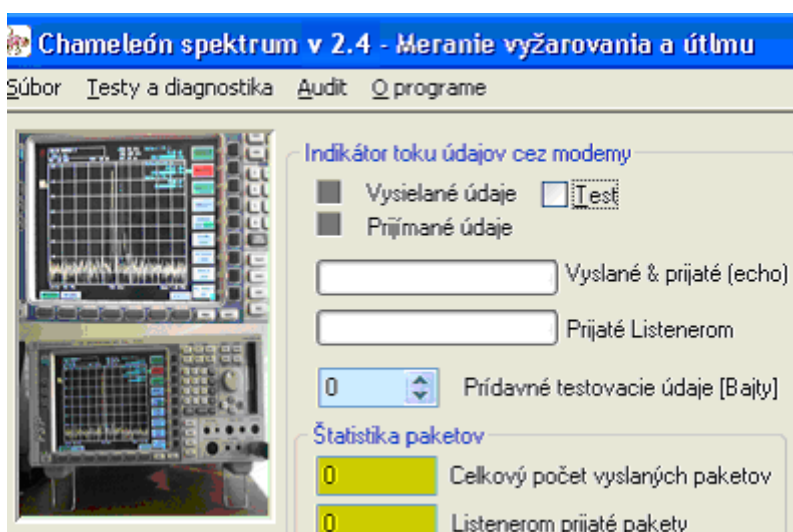 Chameleón spektrum v 2.4 - Meranie vyžarovania a útlmu
Súbor Testy a diagnostika Audit O programe
Indikátor toku údajov cez modemy
Vysielané údaje Test
Prijímané údaje
Vyslané & prijaté (echo)
Prijaté Listenerom
0 Prídavné testovacie údaje [Bajty]
Štatistika paketov
0 Celkový počet vyslaných paketov
0 Listenerom prijaté pakety